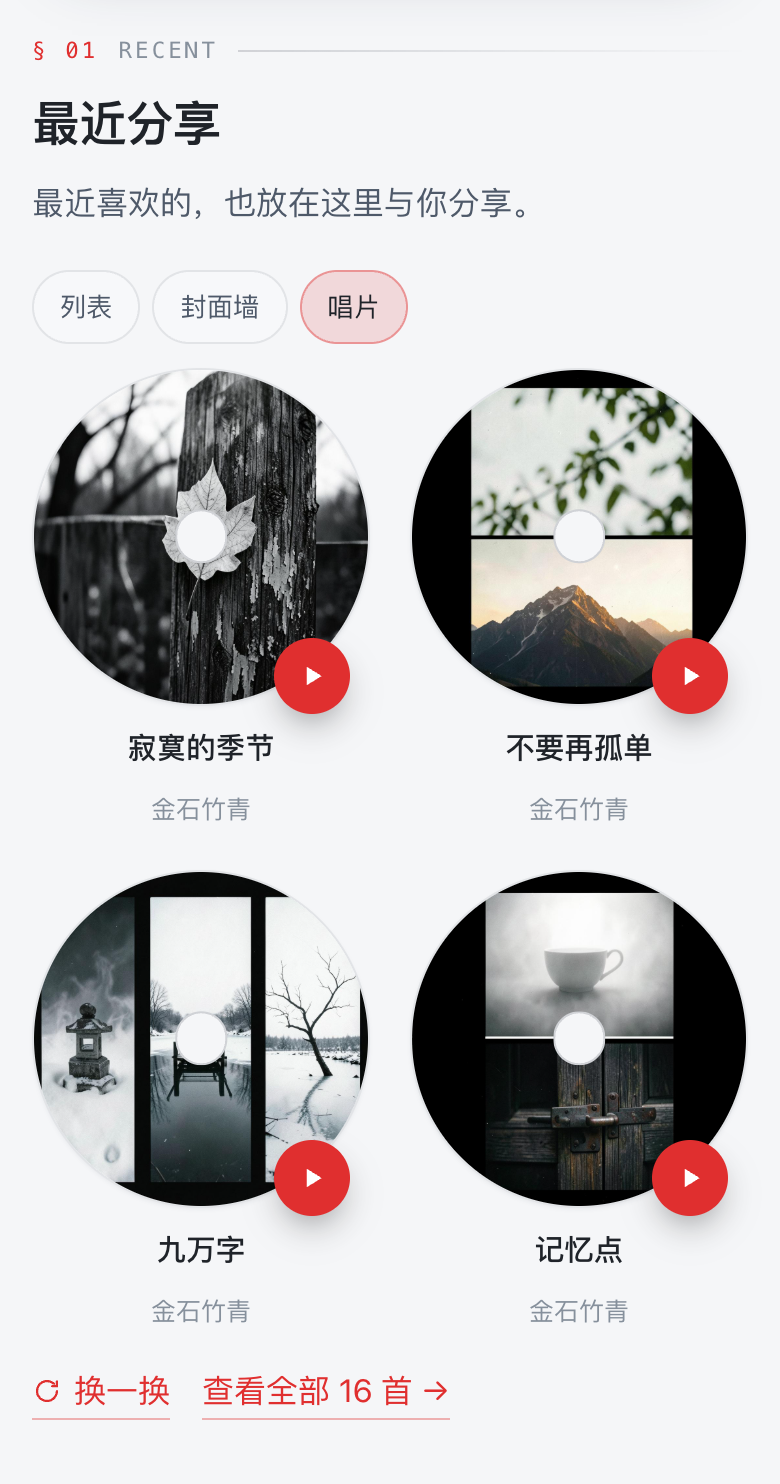 § 01 RECENT
最近分享
最近喜欢的，也放在这里与你分享。
列表 封面墙 唱片
寂寞的季节 不要再孤单
金石竹青 金石竹青
九万字 记忆点
金石竹青 金石竹青
换一换 查看全部 16 首 →